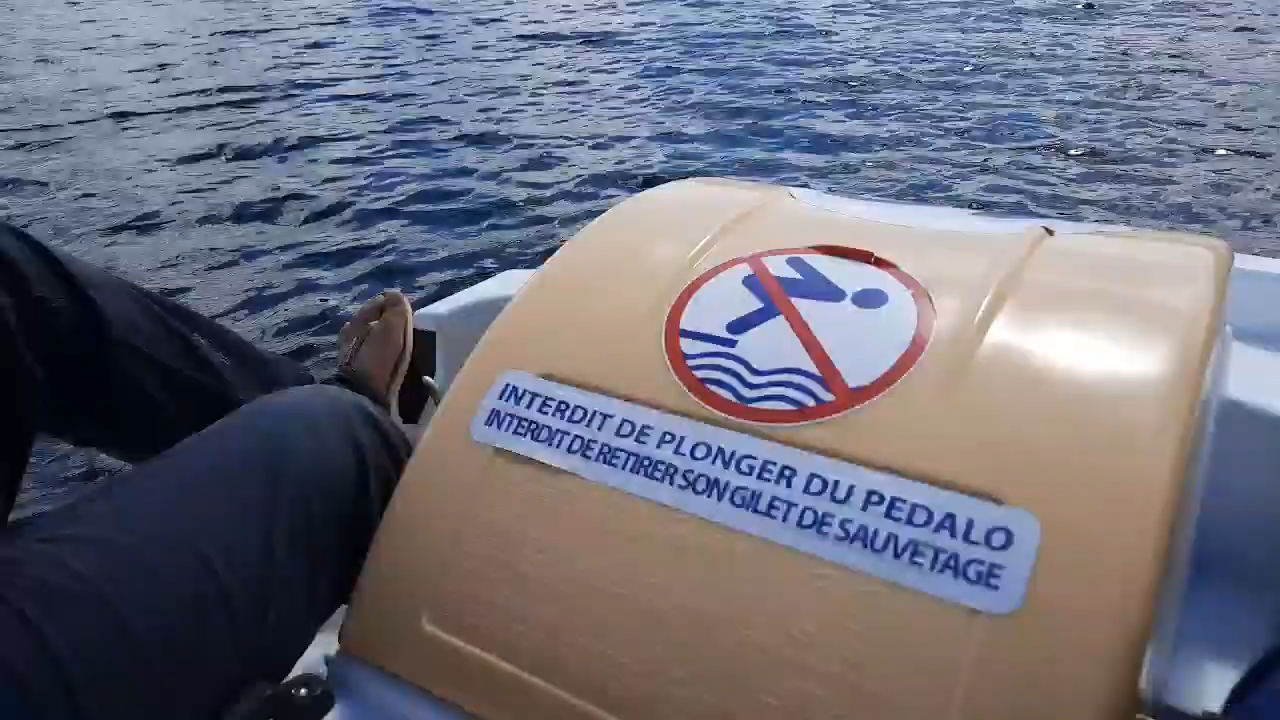 INTERDIT DE PLONGER DU PEDALO
INTERDIT DE RETIRER SON GILET DE SAUVETAGE